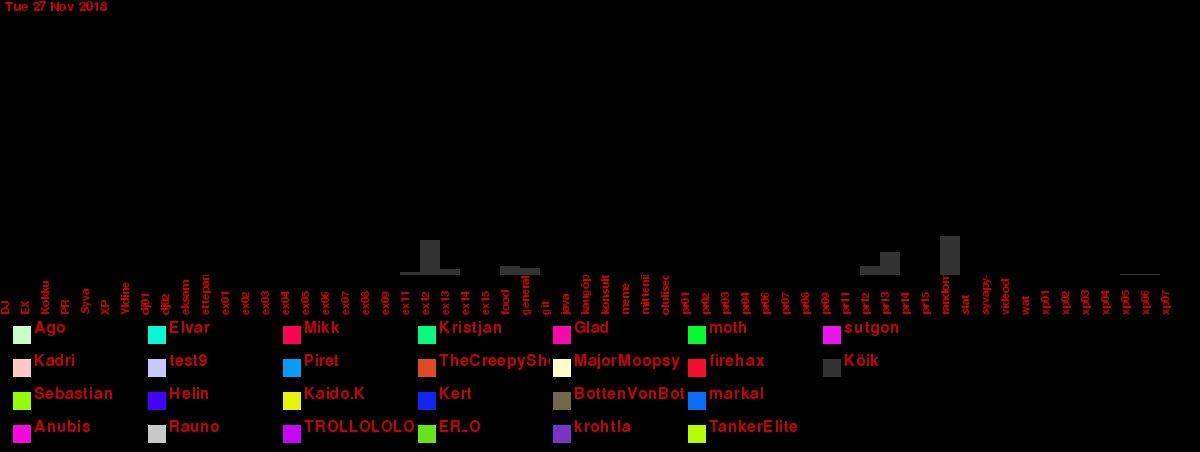 Tue 27 Nov 2018
DJ
EX
Kokku
PR
Syva
XP
Yldine
dj01
dj02
eksam
ettepan
ex01
ex02
ex03
ex04
ex05
ex06
ex07
ex08
ex09
ex11
ex12
ex13
ex14
ex15
food
general
git
java
kaugõp
konsult
meme
mittenii
olulisec
pr01
pr02
pr03
pr04
pr06
pr07
pr08
pr09
pr11
pr12
pr13
pr14
pr15
random
stat
syvapy-
videod
wat
xp01
xp02
xp03
xp04
xp05
xp06
xp07
Ago Elvar Mikk Kristjan Glad moth sutgon
Kadri test9 Piret TheCreepySh MajorMoopsy firehax Kõik
Sebastian Helin Kaido.K Kert BottenVonBot markal
Anubis Rauno TROLLOLOLO ER_O krohtla TankerElite